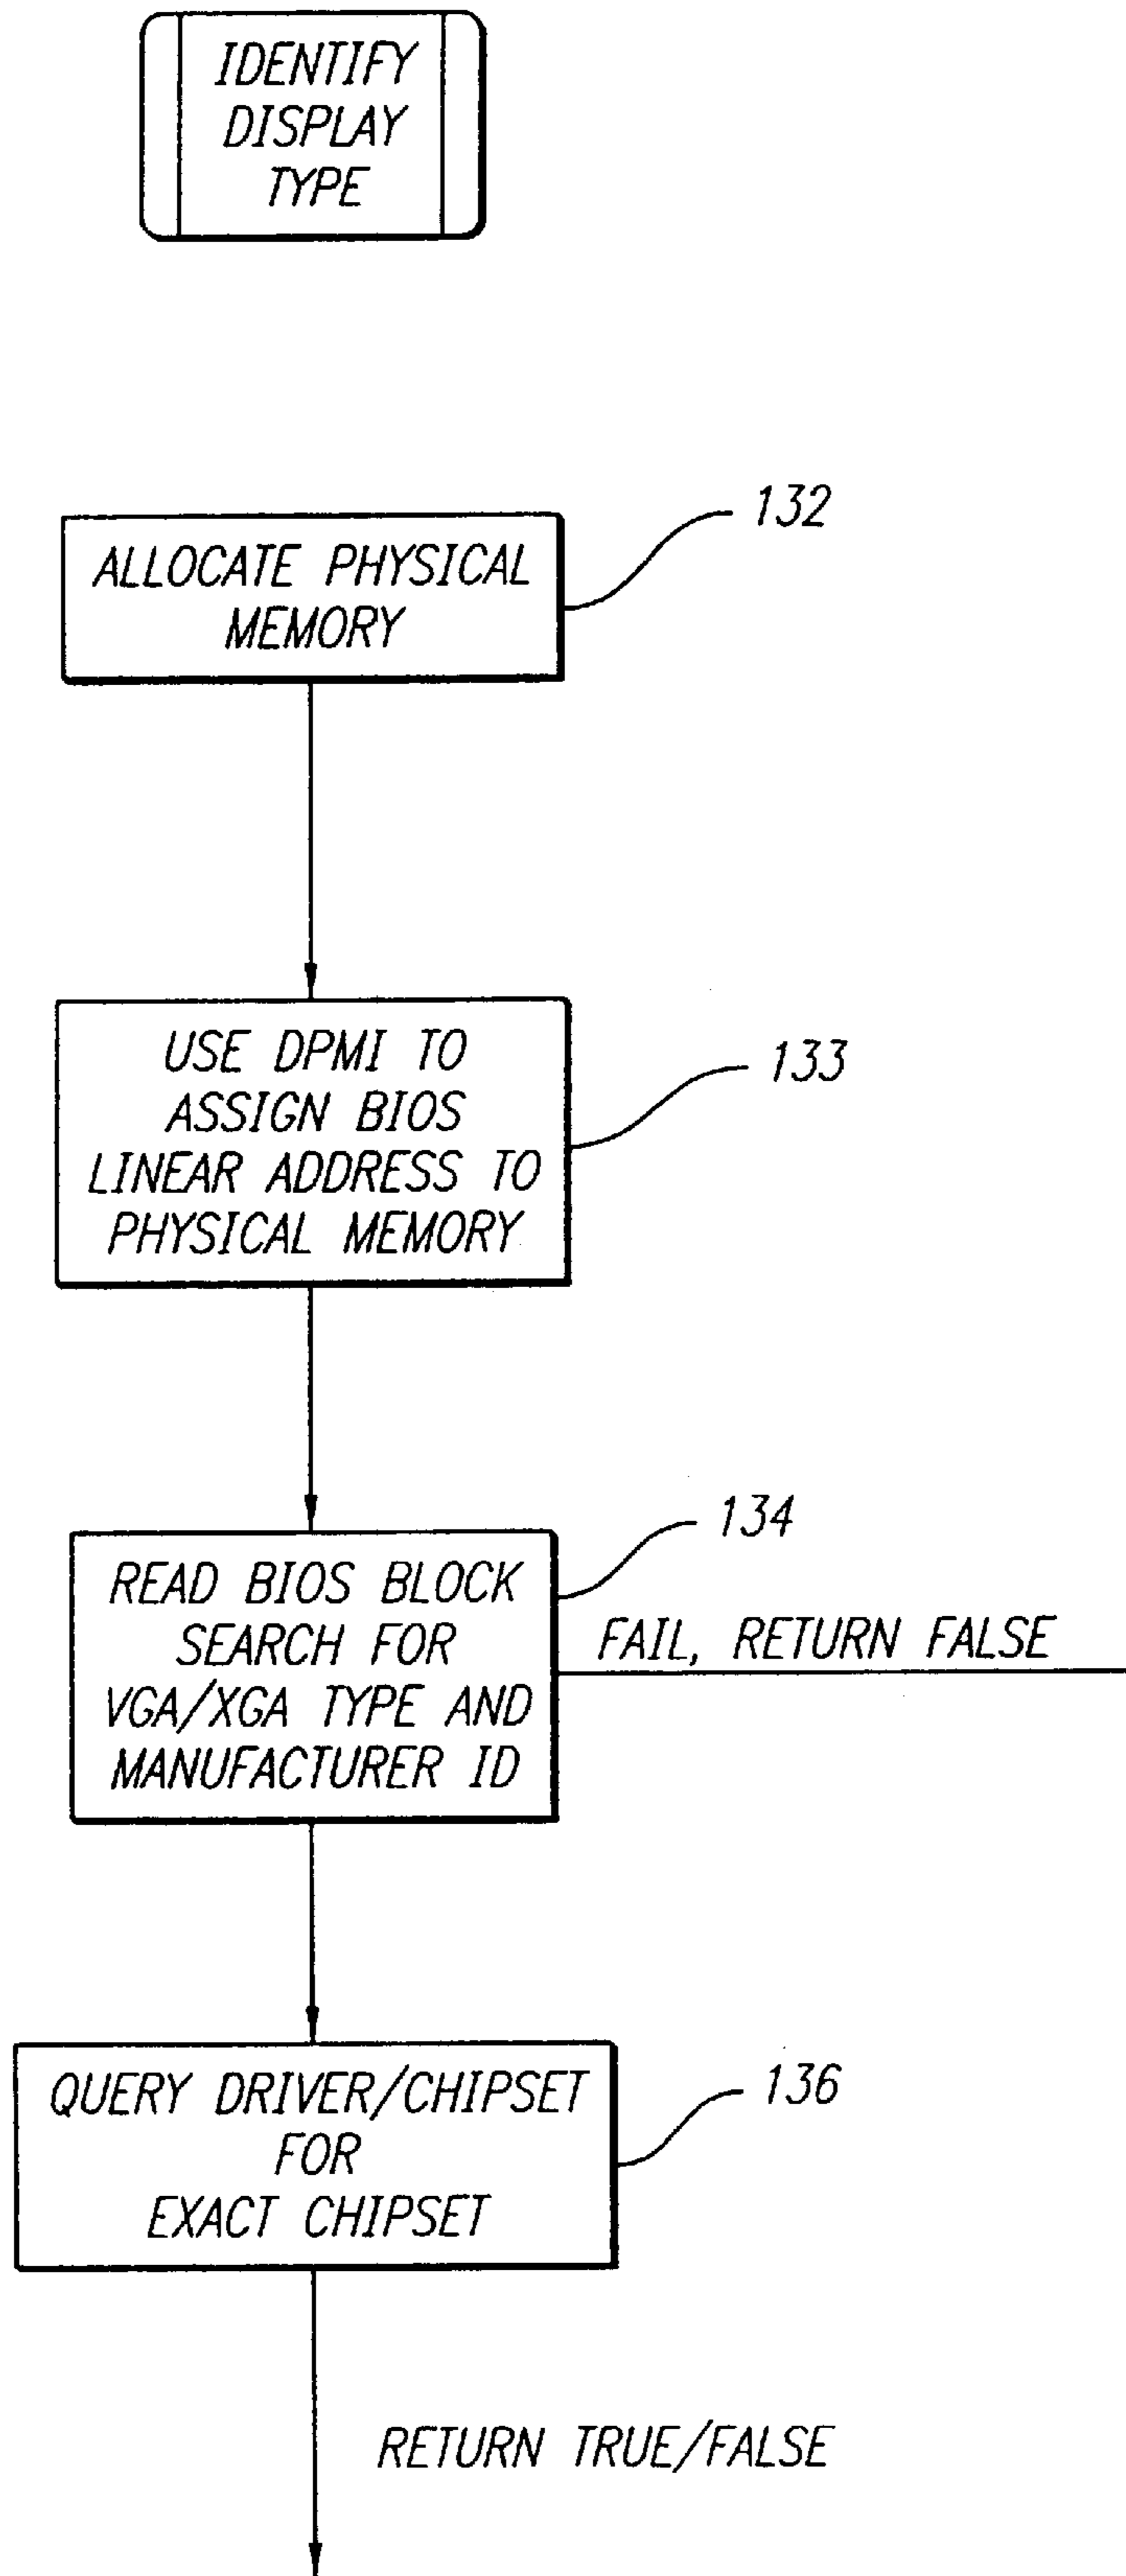 IDENTIFY
DISPLAY
TYPE
132
ALLOCATE PHYSICAL
MEMORY
133
USE DPMI TO
ASSIGN BIOS
LINEAR ADDRESS TO
PHYSICAL MEMORY
134
READ BIOS BLOCK
SEARCH FOR
VGA/XGA TYPE AND
MANUFACTURER ID
FAIL, RETURN FALSE
136
QUERY DRIVER/CHIPSET
FOR
EXACT CHIPSET
RETURN TRUE/FALSE